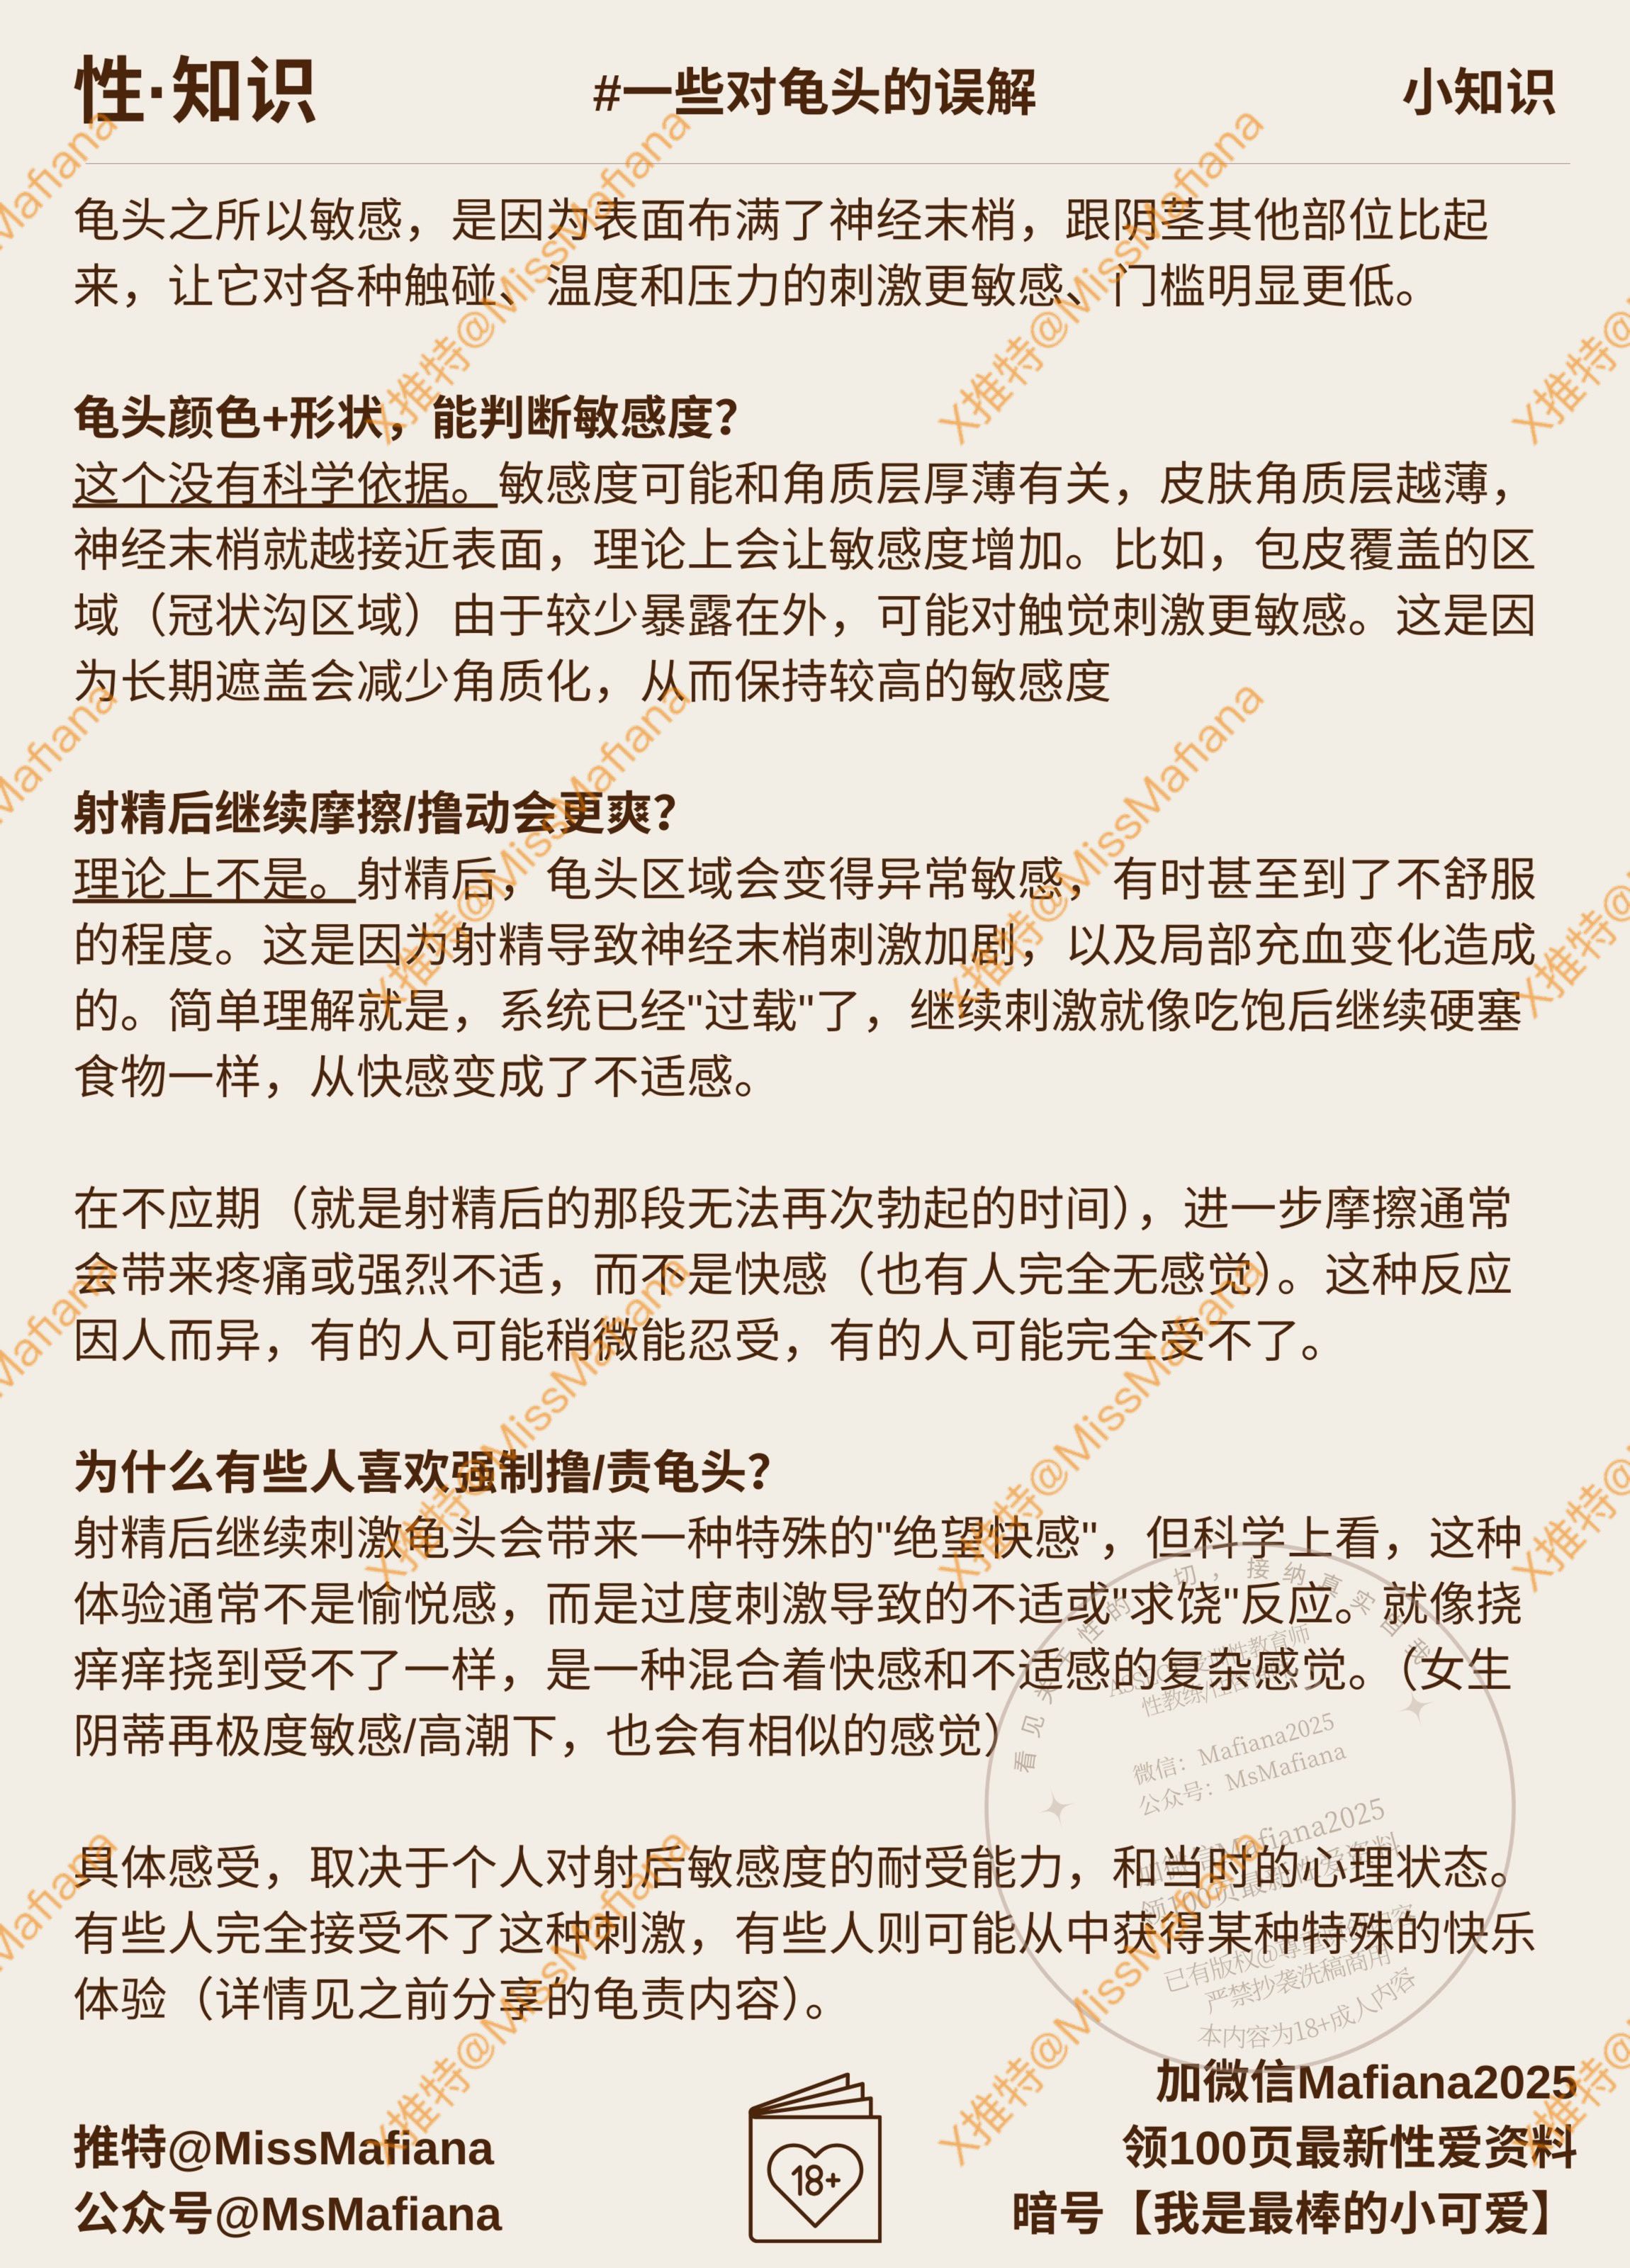 性·知识
#一些对龟头的误解
小知识
龟头之所以敏感，是因为表面布满了神经末梢，跟阴茎其他部位比起
来，让它对各种触碰、温度和压力的刺激更敏感、门槛明显更低。
龟头颜色+形状，能判断敏感度？
这个没有科学依据。敏感度可能和角质层厚薄有关，皮肤角质层越薄，
神经末梢就越接近表面，理论上会让敏感度增加。比如，包皮覆盖的区
域（冠状沟区域）由于较少暴露在外，可能对触觉刺激更敏感。这是因
为长期遮盖会减少角质化，从而保持较高的敏感度
射精后继续摩擦/撸动会更爽？
理论上不是。射精后，龟头区域会变得异常敏感，有时甚至到了不舒服
的程度。这是因为射精导致神经末梢刺激加剧，以及局部充血变化造成
的。简单理解就是，系统已经"过载"了，继续刺激就像吃饱后继续硬塞
食物一样，从快感变成了不适感。
在不应期（就是射精后的那段无法再次勃起的时间），进一步摩擦通常
会带来疼痛或强烈不适，而不是快感（也有人完全无感觉）。这种反应
因人而异，有的人可能稍微能忍受，有的人可能完全受不了。
为什么有些人喜欢强制撸/责龟头？
射精后继续刺激龟头会带来一种特殊的"绝望快感"，但科学上看，这种
体验通常不是愉悦感，而是过度刺激导致的不适或"求饶"反应。就像挠
痒痒挠到受不了一样，是一种混合着快感和不适感的复杂感觉。（女生
阴蒂再极度敏感/高潮下，也会有相似的感觉）
具体感受，取决于个人对射后敏感度的耐受能力，和当时的心理状态。
有些人完全接受不了这种刺激，有些人则可能从中获得某种特殊的快乐
体验（详情见之前分享的龟责内容）。
微信：Mafiana2025
公众号：MsMafiana
加微信Mafiana2025
领100页最新性爱资料
严禁抄袭洗稿商用
本内容为18+成人内容
推特@MissMafiana
公众号@MsMafiana
18+
加微信Mafiana2025
领100页最新性爱资料
暗号【我是最棒的小可爱】
X推特@MissMafiana